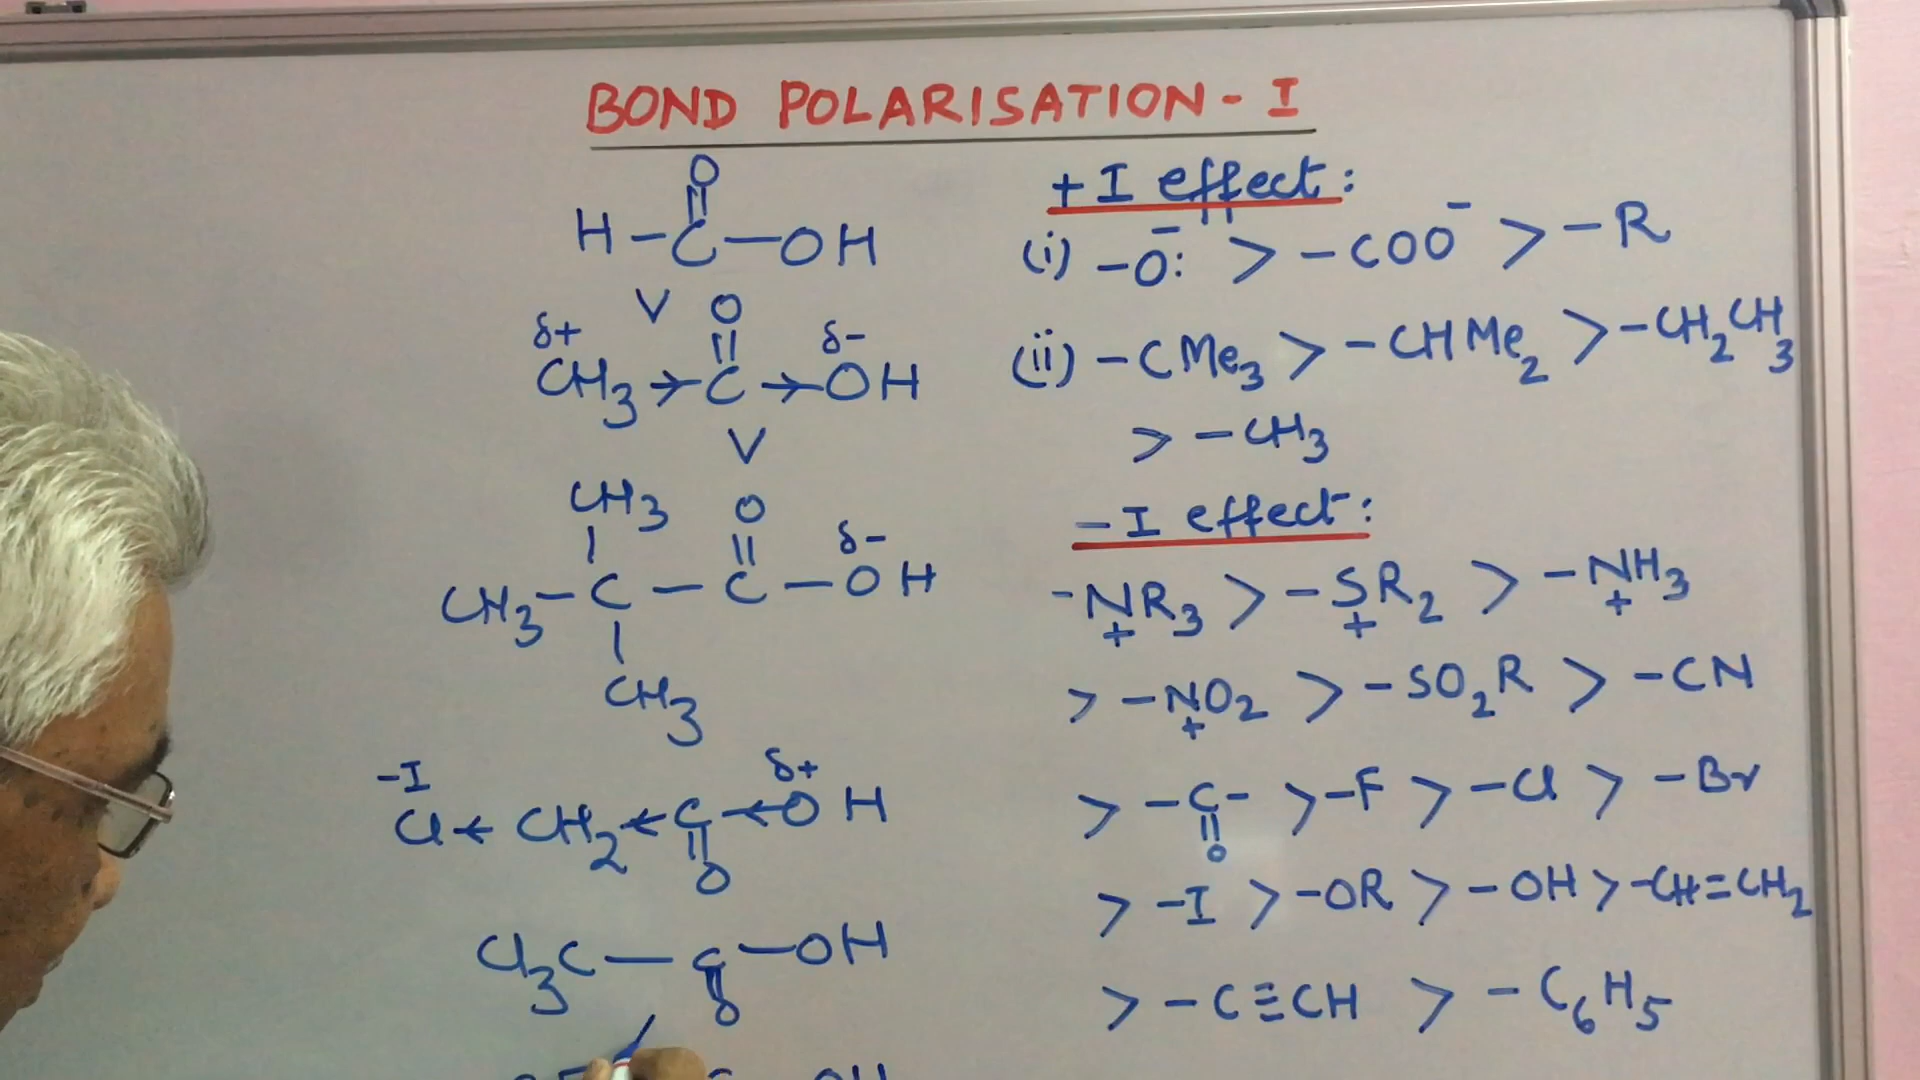 BOND POLARISATION - I
O
||
H – C – OH
V
δ+ O δ-
||
CH3 → C → OH
V
CH3 O δ-
| ||
CH3 – C – C – OH
|
CH3
-I δ+
Cl ← CH2 ← C ← O H
||
O
Cl3C – C – OH
||
O
OH
+ I effect :
(i) – O⁻: > – COO⁻ > – R
(ii) – CMe3 > – CHMe2 > – CH2CH3
> – CH3
– I effect :
- NR3 > – SR2 > – NH3
+ + +
> – NO2 > – SO2R > – CN
+
> – C – > – F > – Cl > – Br
||
O
> – I > – OR > – OH > – CH=CH2
> – C≡CH > – C6H5